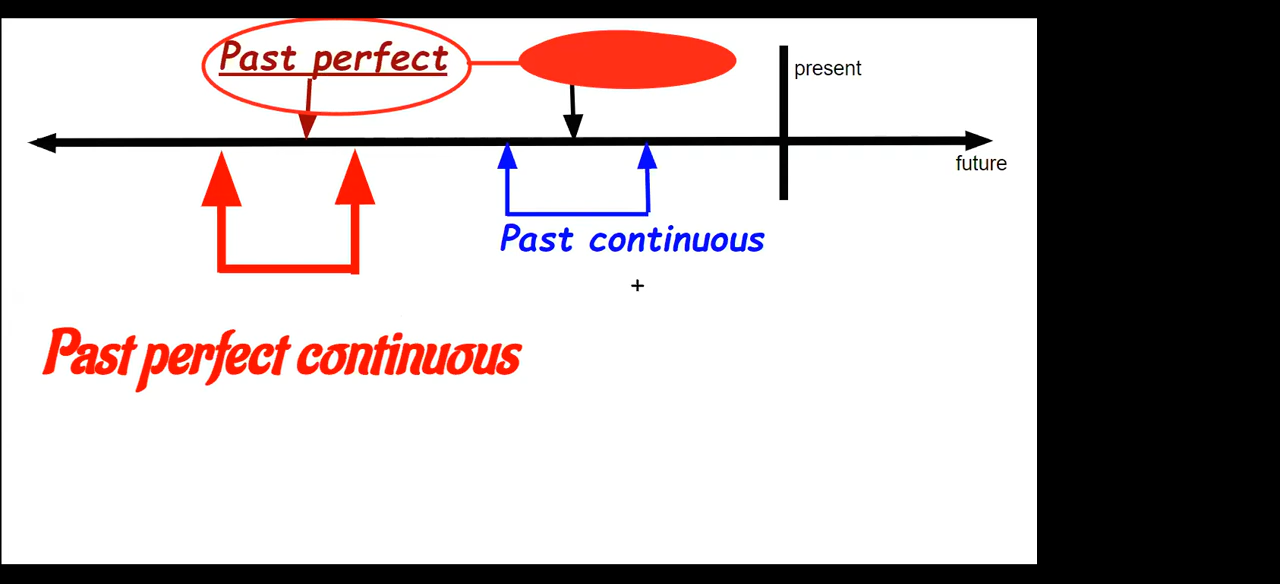 Past perfect
present
future
Past continuous
+
Past perfect continuous